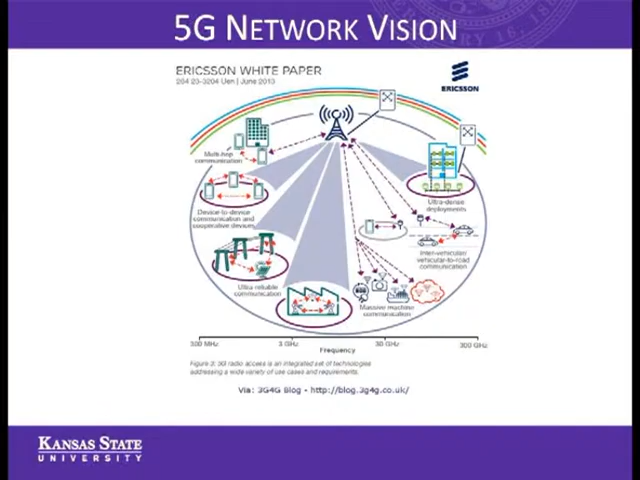 5G NETWORK VISION
ERICSSON WHITE PAPER
284 23-3204 Uen | June 2013
ERICSSON
Multi-hop
communication
Device-to-device
communication and
cooperative devices
Ultra reliable
communication
Ultra-dense
deployments
Inter-vehicular/
vehicular-to-road
communication
Massive machine
communication
300 MHz
3 GHz
30 GHz
300 GHz
Frequency
Figure 2: 5G radio access is an integrated set of technologies
addressing a wide variety of use cases and requirements.
Via: 3G4G Blog - http://blog.3g4g.co.uk/
KANSAS STATE
UNIVERSITY